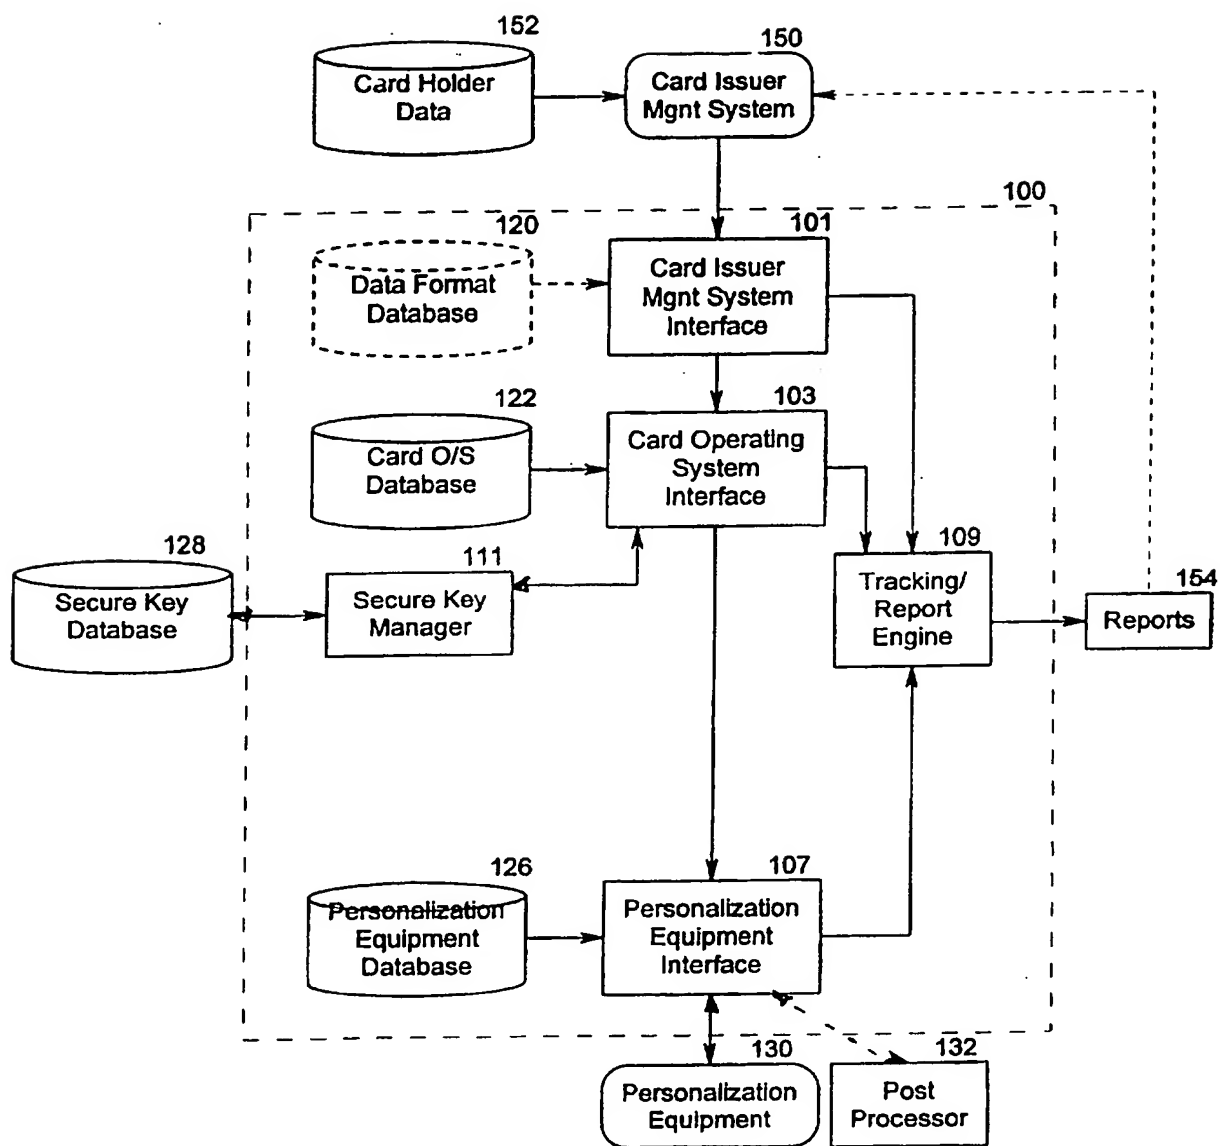 152
Card Holder
Data
150
Card Issuer
Mgnt System
100
120
Data Format
Database
101
Card Issuer
Mgnt System
Interface
122
Card O/S
Database
103
Card Operating
System
Interface
128
Secure Key
Database
111
Secure Key
Manager
109
Tracking/
Report
Engine
154
Reports
126
Personalization
Equipment
Database
107
Personalization
Equipment
Interface
130
Personalization
Equipment
132
Post
Processor